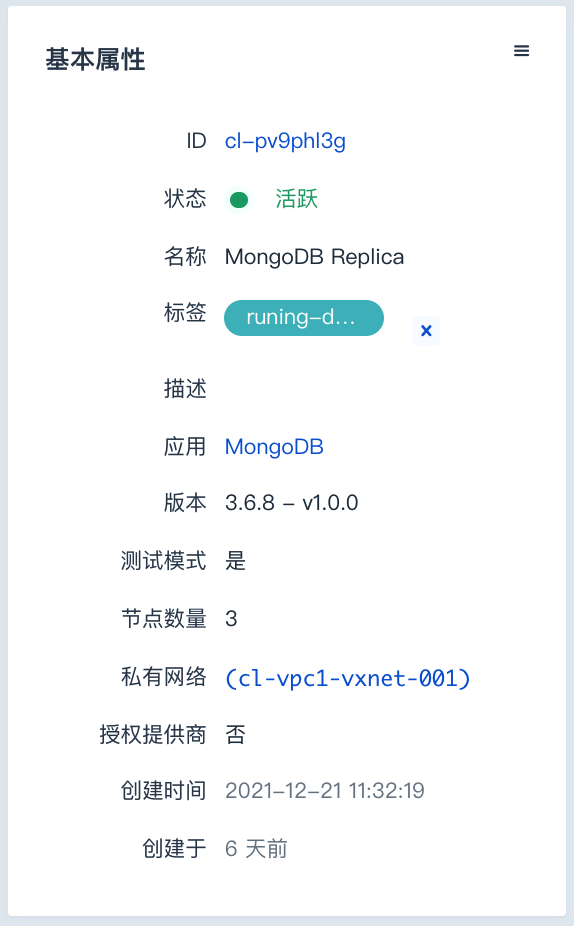 基本属性
ID cl-pv9phl3g
状态 活跃
名称 MongoDB Replica
标签 runing-d...
描述
应用 MongoDB
版本 3.6.8 - v1.0.0
测试模式 是
节点数量 3
私有网络 (cl-vpc1-vxnet-001)
授权提供商 否
创建时间 2021-12-21 11:32:19
创建于 6 天前